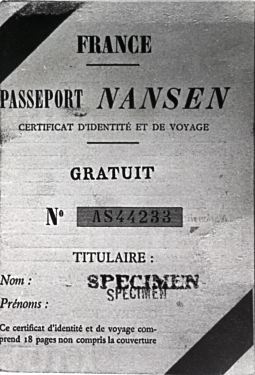 FRANCE
PASSEPORT NANSEN
CERTIFICAT D'IDENTITÉ ET DE VOYAGE
GRATUIT
N° AS44233
TITULAIRE :
Nom : SPECIMEN
SPECIMEN
Prénoms :
Ce certificat d'identité et de voyage com-
prend 18 pages non compris la couverture